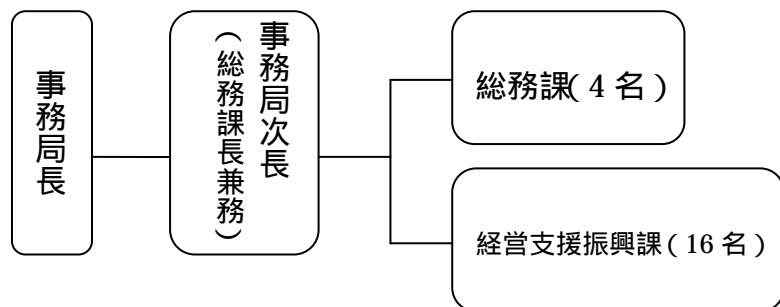 事務局長
事務局次長
（総務課長兼務）
総務課（4名）
経営支援振興課（16名）